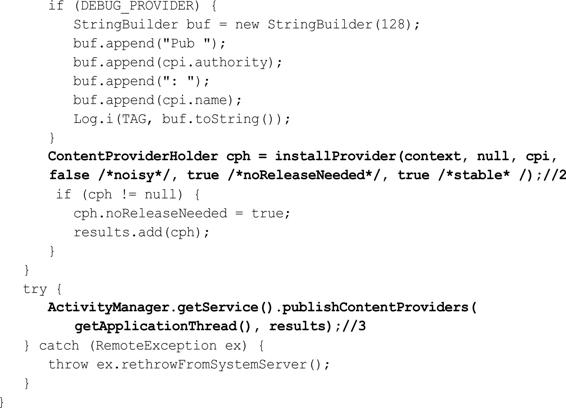 if (DEBUG_PROVIDER) {
StringBuilder buf = new StringBuilder(128);
buf.append("Pub ");
buf.append(cpi.authority);
buf.append(": ");
buf.append(cpi.name);
Log.i(TAG, buf.toString());
}
ContentProviderHolder cph = installProvider(context, null, cpi,
false /*noisy*/, true /*noReleaseNeeded*/, true /*stable* /);//2
if (cph != null) {
cph.noReleaseNeeded = true;
results.add(cph);
}
}
try {
ActivityManager.getService().publishContentProviders(
getApplicationThread(), results);//3
} catch (RemoteException ex) {
throw ex.rethrowFromSystemServer();
}
}